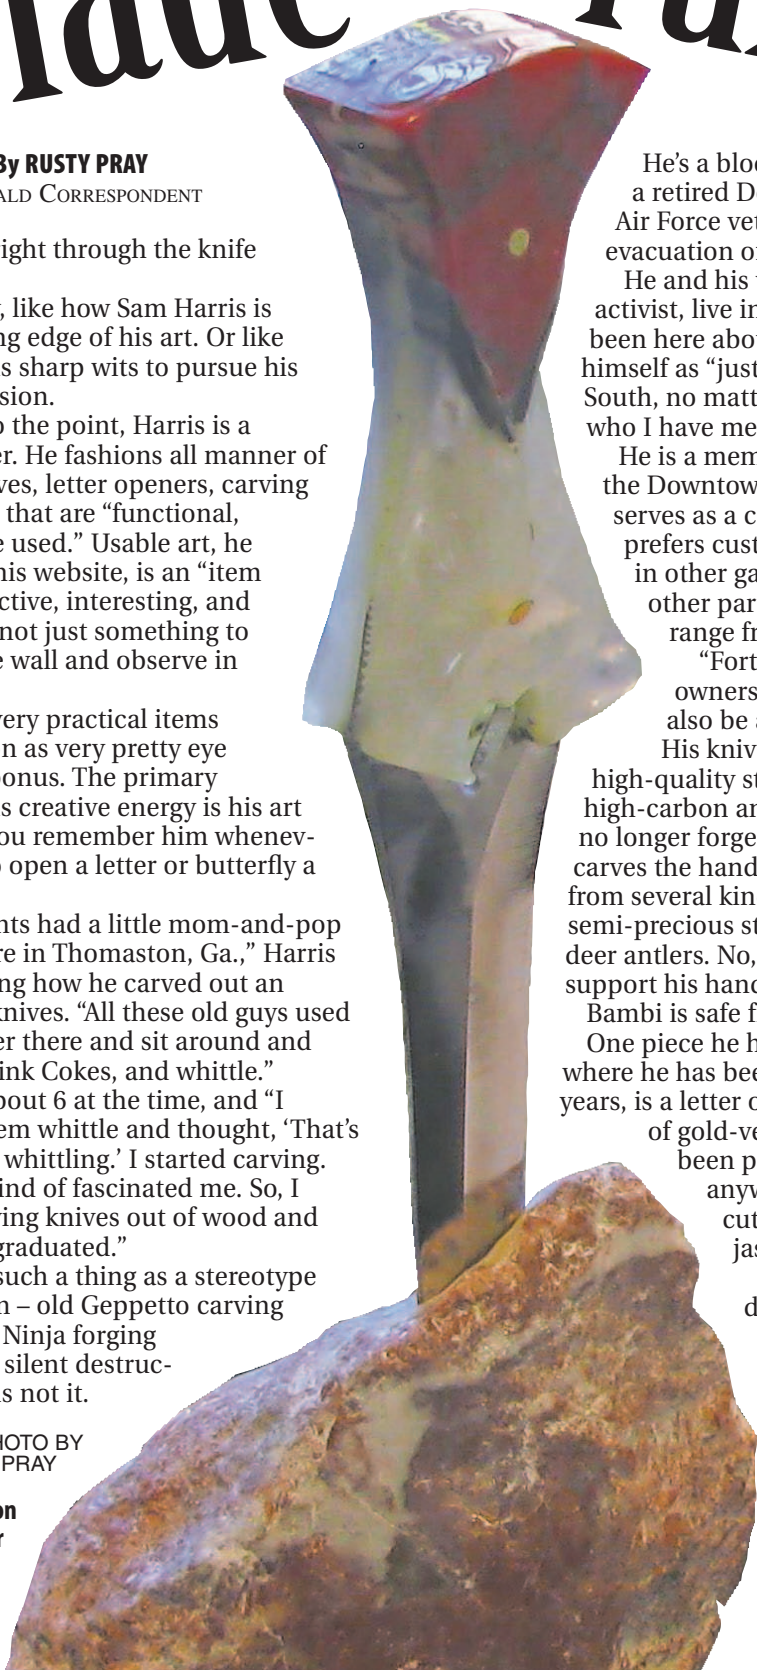 By RUSTY PRAY
ALD CORRESPONDENT
ight through the knife
, like how Sam Harris is
ng edge of his art. Or like
s sharp wits to pursue his
sion.
o the point, Harris is a
er. He fashions all manner of
ves, letter openers, carving
that are “functional,
e used.” Usable art, he
his website, is an “item
ctive, interesting, and
not just something to
e wall and observe in
very practical items
n as very pretty eye
bonus. The primary
s creative energy is his art
ou remember him whenev-
o open a letter or butterfly a
nts had a little mom-and-pop
re in Thomaston, Ga.,” Harris
ng how he carved out an
knives. “All these old guys used
er there and sit around and
ink Cokes, and whittle.”
bout 6 at the time, and “I
em whittle and thought, ‘That’s
whittling.’ I started carving.
ind of fascinated me. So, I
ving knives out of wood and
graduated.”
such a thing as a stereotype
n – old Geppetto carving
Ninja forging
silent destruc-
s not it.
HOTO BY
PRAY
on
r
He’s a bloo
a retired De
Air Force vet
evacuation of
He and his
activist, live in
been here abou
himself as “just
South, no matt
who I have me
He is a mem
the Downtow
serves as a c
prefers cust
in other ga
other par
range fr
“Fort
owners
also be a
His kniv
high-quality st
high-carbon an
no longer forge
carves the hand
from several kin
semi-precious st
deer antlers. No,
support his hand
Bambi is safe f
One piece he h
where he has bee
years, is a letter o
of gold-ve
been p
anyw
cut
jas
d